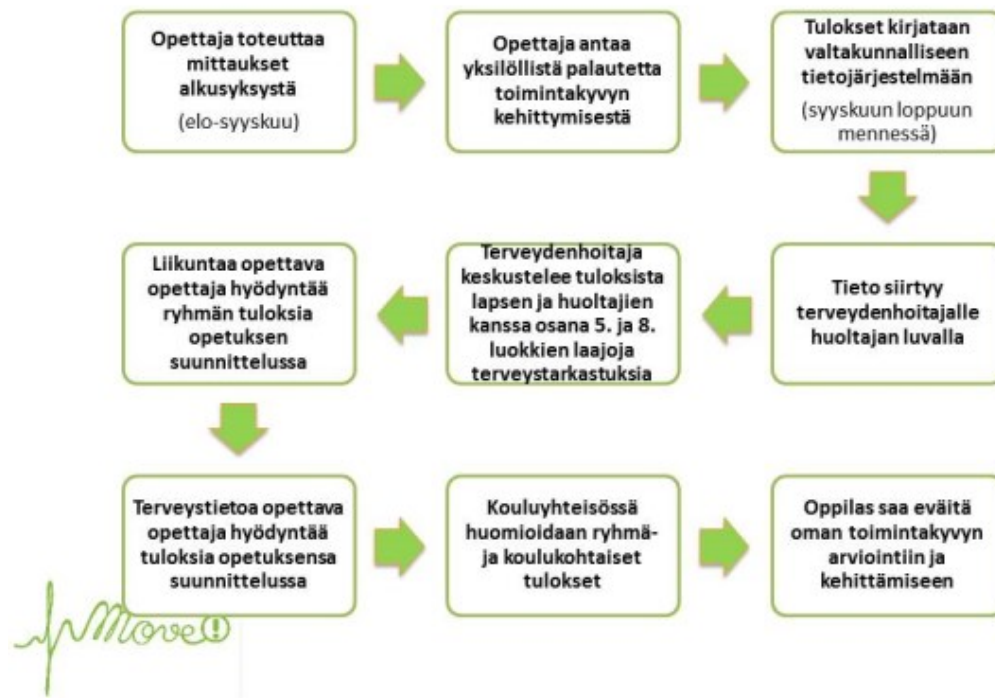 Opettaja toteuttaa
mittaukset
alkusyksystä
(elo-syyskuu)
Opettaja antaa
yksilöllistä palautetta
toimintakyvyn
kehittymisestä
Tulokset kirjataan
valtakunnalliseen
tietojärjestelmään
(syyskuun loppuun
mennessä)
Tieto siirtyy
terveydenhoitajalle
huoltajan luvalla
Terveydenhoitaja
keskustelee tuloksista
lapsen ja huoltajien
kanssa osana 5. ja 8.
luokkien laajoja
terveystarkastuksia
Liikuntaa opettava
opettaja hyödyntää
ryhmän tuloksia
opetuksen
suunnittelussa
Terveystietoa opettava
opettaja hyödyntää
tuloksia opetuksensa
suunnittelussa
Kouluyhteisössä
huomioidaan ryhmä-
ja koulukohtaiset
tulokset
Oppilas saa eväitä
oman toimintakyvyn
arviointiin ja
kehittämiseen
Move!